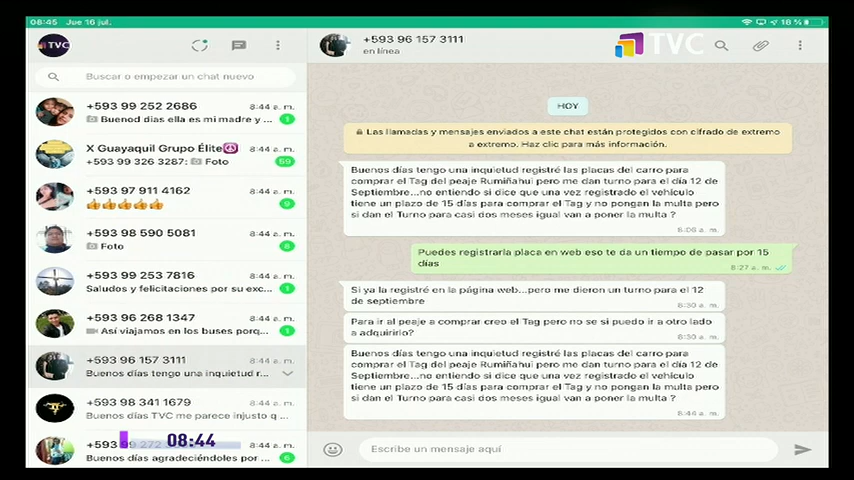 08:45 Jue 16 jul.
18 %
TVC
Buscar o empezar un chat nuevo
+593 99 252 2686 8:44 a. m.
Buenod días ella es mi madre y ... 1
X Guayaquil Grupo Élite 8:44 a. m.
+593 99 326 3287: Foto 59
+593 97 911 4162 8:44 a. m.
9
+593 98 590 5081 8:44 a. m.
Foto 8
+593 99 253 7816 8:44 a. m.
Saludos y felicitaciones por su exc... 1
+593 96 268 1347 8:44 a. m.
Así viajamos en los buses porq... 1
+593 96 157 3111 8:44 a. m.
Buenos días tengo una inquietud r...
+593 98 341 1679 8:44 a. m.
Buenos días TVC me parece injusto q ...
+593 99 272 8:44 a. m.
08:44
Buenos días agradeciéndoles por ... 6
+593 96 157 3111
en línea
TVC
HOY
Las llamadas y mensajes enviados a este chat están protegidos con cifrado de extremo
a extremo. Haz clic para más información.
Buenos días tengo una inquietud registré las placas del carro para
comprar el Tag del peaje Rumiñahui pero me dan turno para el día 12 de
Septiembre...no entiendo si dice que una vez registrado el vehículo
tiene un plazo de 15 días para comprar el Tag y no pongan la multa pero
si dan el Turno para casi dos meses igual van a poner la multa ?
8:06 a. m.
Puedes registrarla placa en web eso te da un tiempo de pasar por 15
días
8:27 a. m.
Si ya la registré en la página web...pero me dieron un turno para el 12
de septiembre
8:30 a. m.
Para ir al peaje a comprar creo el Tag pero no se si puedo ir a otro lado
a adquirirlo?
8:30 a. m.
Buenos días tengo una inquietud registré las placas del carro para
comprar el Tag del peaje Rumiñahui pero me dan turno para el día 12 de
Septiembre...no entiendo si dice que una vez registrado el vehículo
tiene un plazo de 15 días para comprar el Tag y no pongan la multa pero
si dan el Turno para casi dos meses igual van a poner la multa ?
8:44 a. m.
Escribe un mensaje aquí